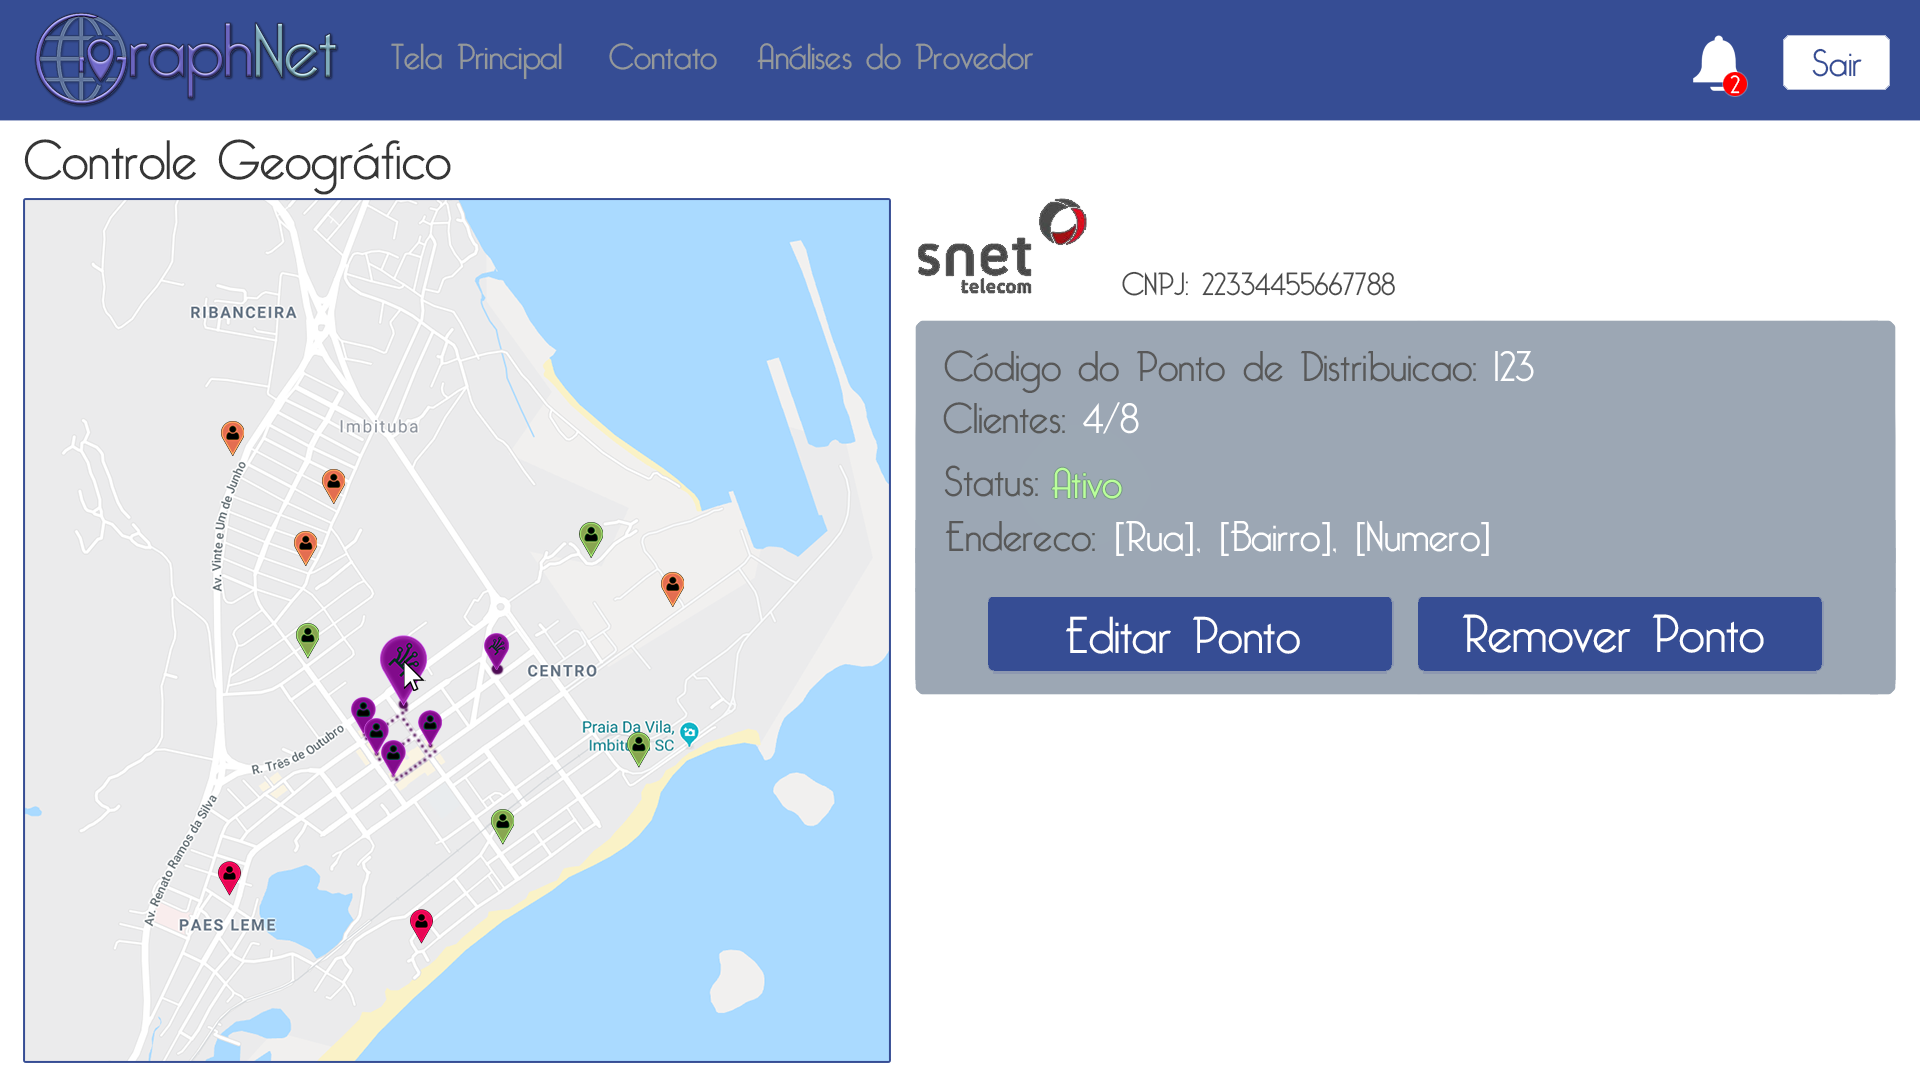 GraphNet
Tela Principal
Contato
Análises do Provedor
2
Sair
Controle Geográfico
RIBANCEIRA
Imbituba
Av. Vinte e Um de Junho
CENTRO
Praia Da Vila,
Imbituba SC
R. Três de Outubro
Av. Renato Ramos da Silva
PAES LEME
snet
telecom
CNPJ: 22334455667788
Código do Ponto de Distribuicao: 123
Clientes: 4/8
Status: Ativo
Endereco: [Rua], [Bairro], [Numero]
Editar Ponto
Remover Ponto